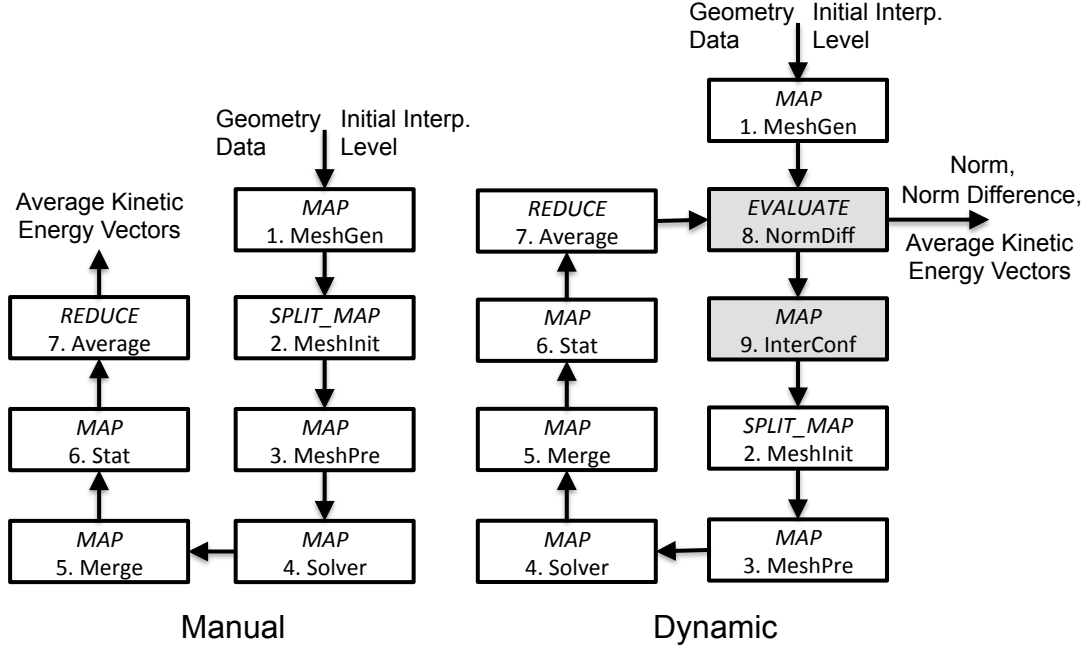 Geometry Data
Initial Interp. Level
MAP
1. MeshGen
SPLIT_MAP
2. MeshInit
MAP
3. MeshPre
MAP
4. Solver
MAP
5. Merge
MAP
6. Stat
REDUCE
7. Average
Average Kinetic
Energy Vectors
Manual
Geometry Data
Initial Interp. Level
MAP
1. MeshGen
EVALUATE
8. NormDiff
Norm,
Norm Difference,
Average Kinetic
Energy Vectors
MAP
9. InterConf
SPLIT_MAP
2. MeshInit
MAP
3. MeshPre
MAP
4. Solver
MAP
5. Merge
MAP
6. Stat
REDUCE
7. Average
Dynamic